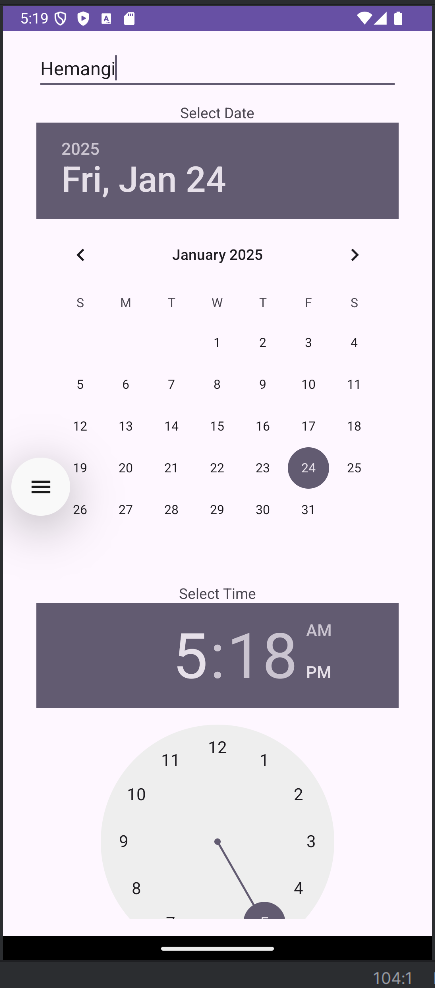 5:19
Hemangi
Select Date
2025
Fri, Jan 24
January 2025
S M T W T F S
1 2 3 4
5 6 7 8 9 10 11
12 13 14 15 16 17 18
19 20 21 22 23 24 25
26 27 28 29 30 31
Select Time
5:18 AM
PM
12
11 1
10 2
9 3
8 4
104:1